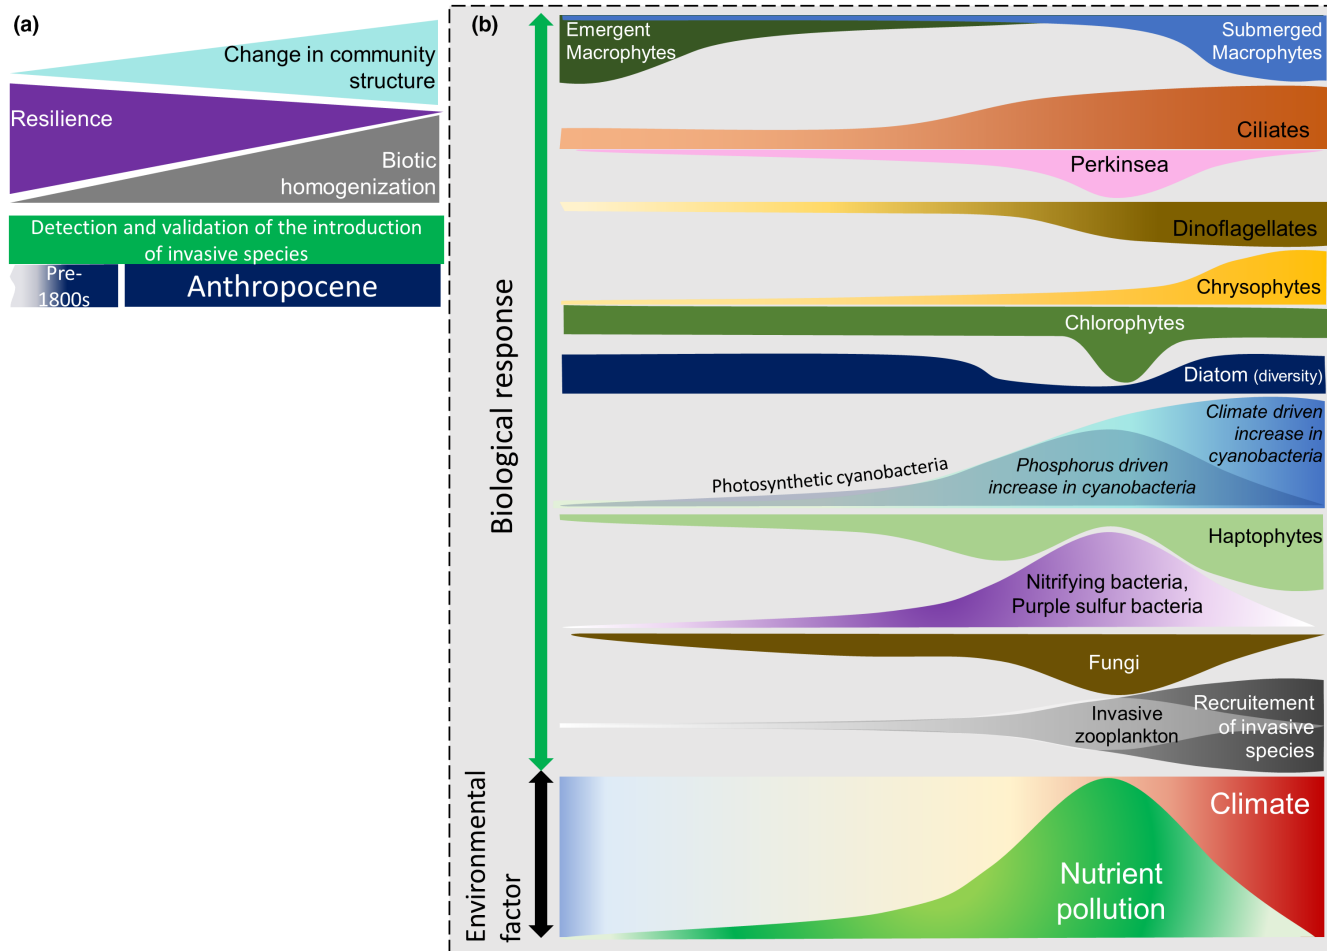 (a)
Change in community
structure
Resilience
Biotic
homogenization
Detection and validation of the introduction
of invasive species
Pre-
1800s
Anthropocene
(b)
Biological response
Emergent
Macrophytes
Submerged
Macrophytes
Ciliates
Perkinsea
Dinoflagellates
Chrysophytes
Chlorophytes
Diatom (diversity)
Climate driven
increase in
cyanobacteria
Photosynthetic cyanobacteria
Phosphorus driven
increase in cyanobacteria
Haptophytes
Nitrifying bacteria,
Purple sulfur bacteria
Fungi
Invasive
zooplankton
Recruitement
of invasive
species
Environmental
factor
Climate
Nutrient
pollution